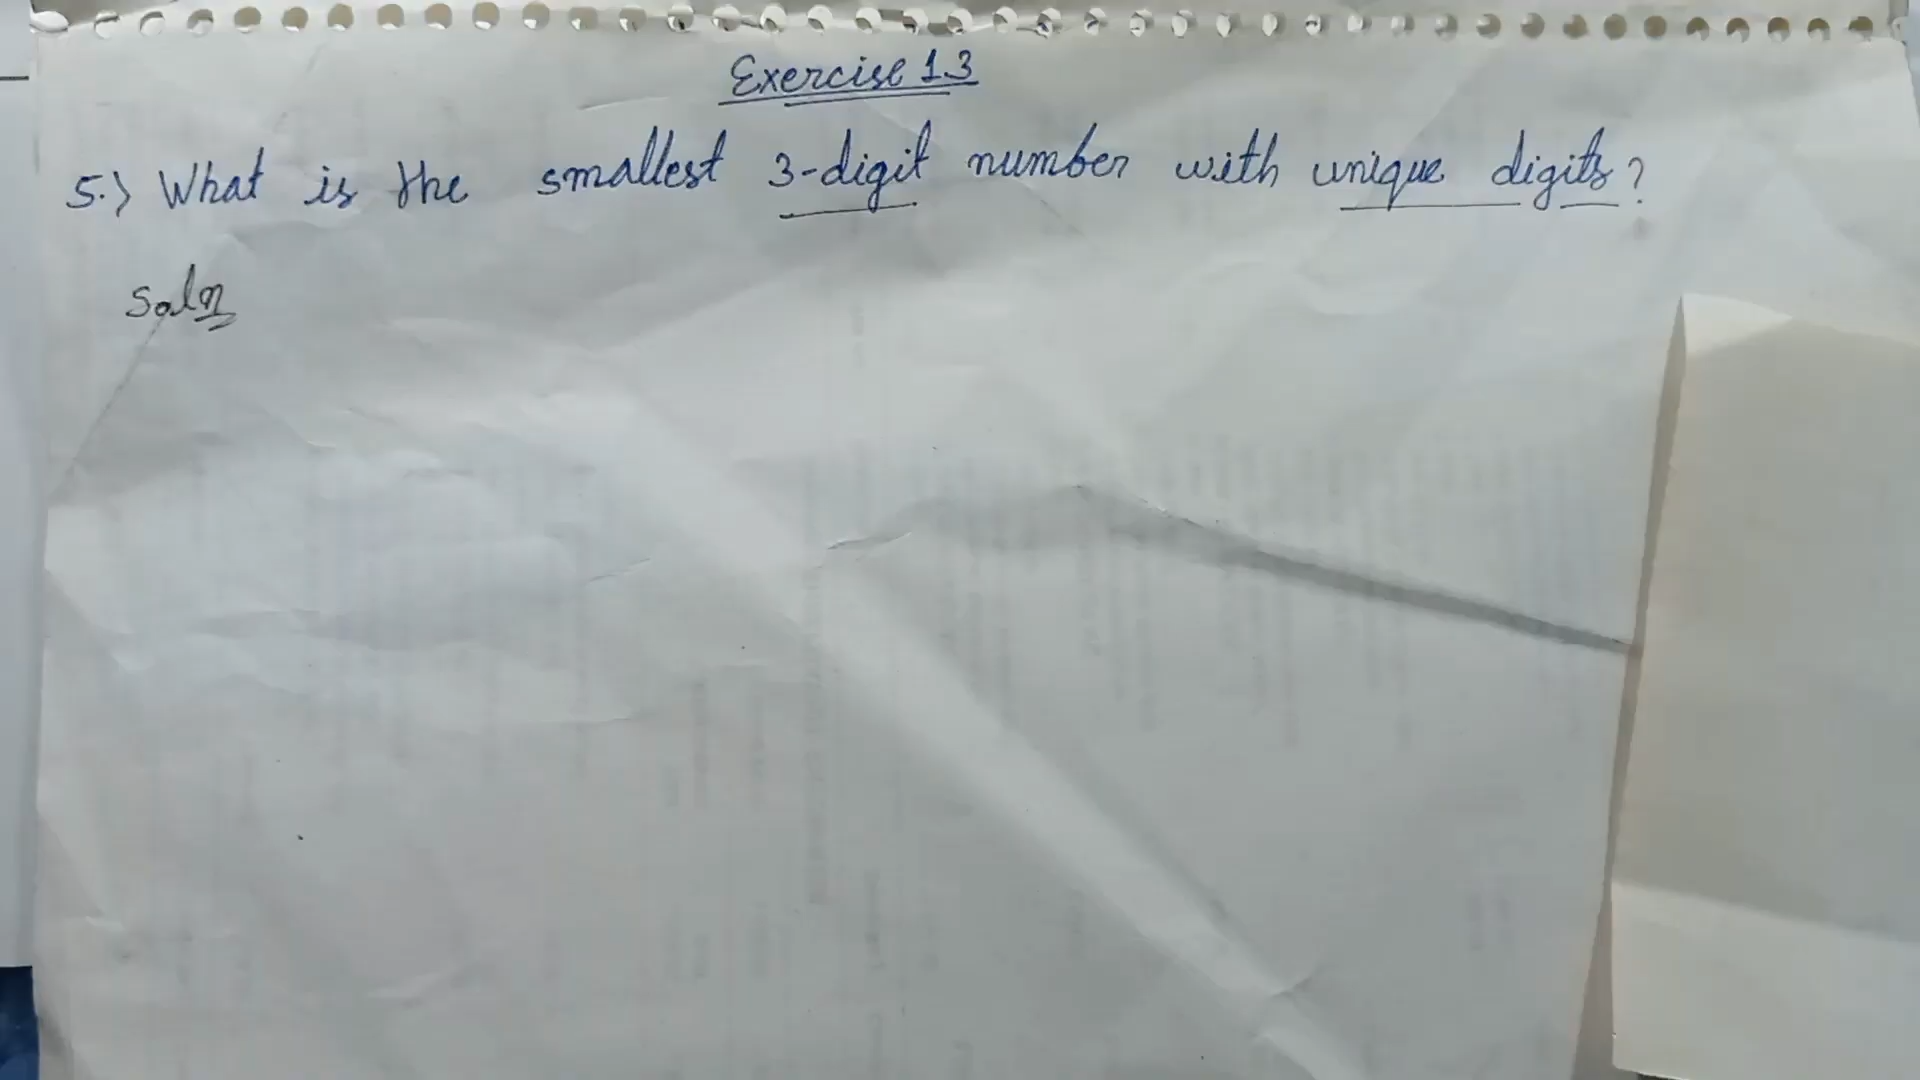 Exercise 1.3
5.) What is the smallest 3-digit number with unique digits?
Soln